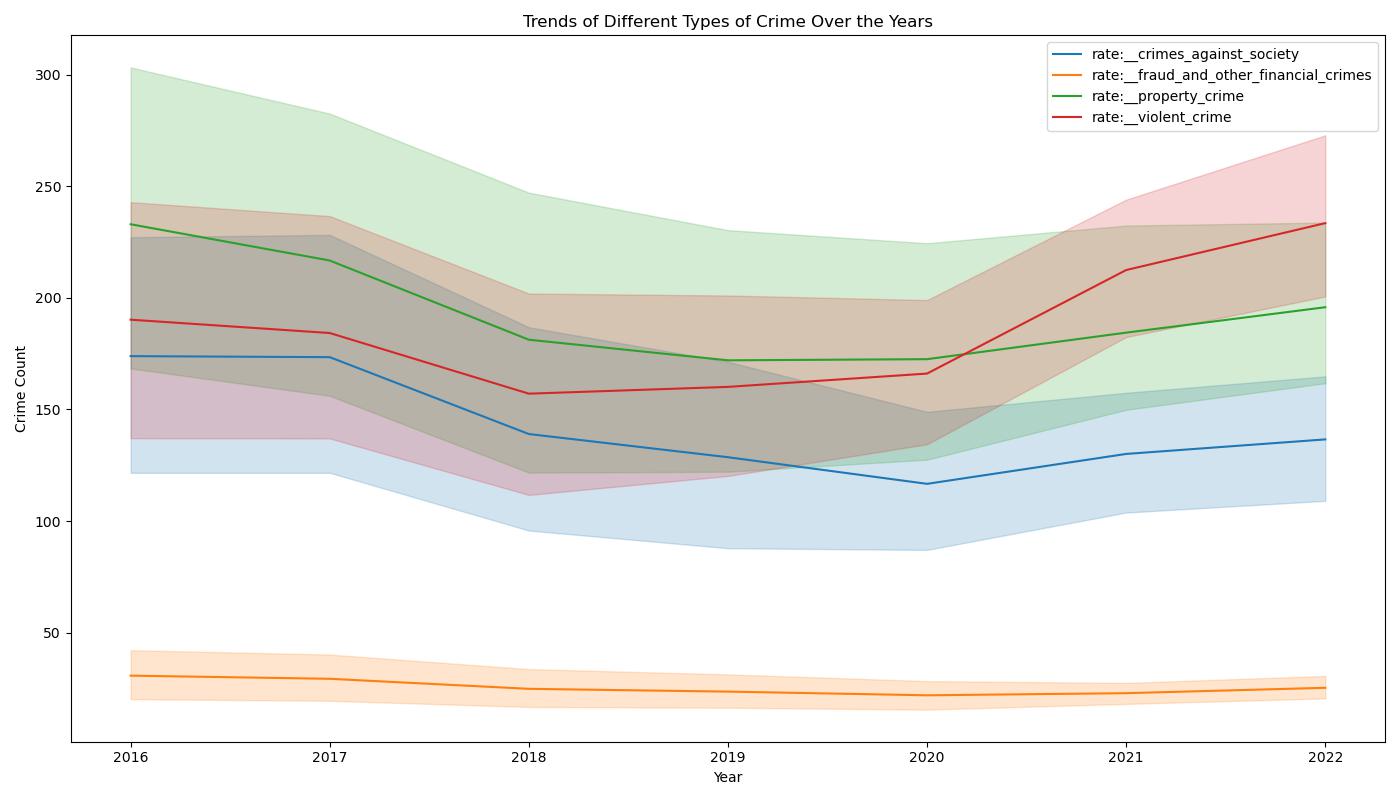 Trends of Different Types of Crime Over the Years
rate:__crimes_against_society
rate:__fraud_and_other_financial_crimes
rate:__property_crime
rate:__violent_crime
Crime Count
300
250
200
150
100
50
2016 2017 2018 2019 2020 2021 2022
Year